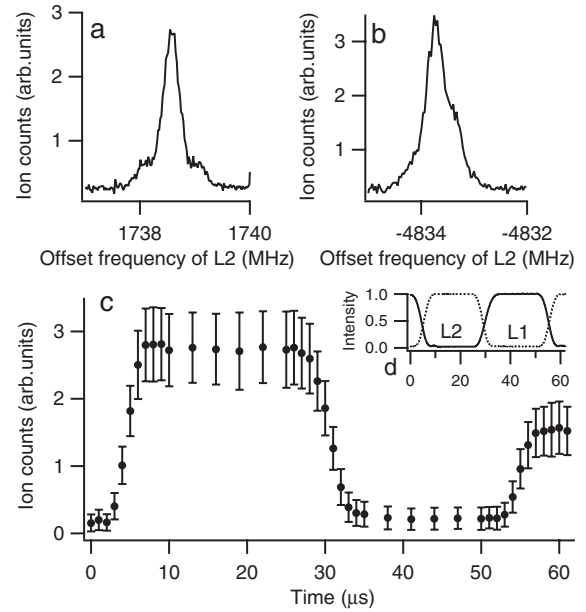 a
3
2
1
Ion counts (arb.units)
1738
1740
Offset frequency of L2 (MHz)
b
3
2
1
Ion counts (arb.units)
-4834
-4832
Offset frequency of L2 (MHz)
c
3
2
1
0
Ion counts (arb.units)
0 10 20 30 40 50 60
Time (μs)
d
1.0
0.5
0.0
Intensity
L2 L1
0 20 40 60